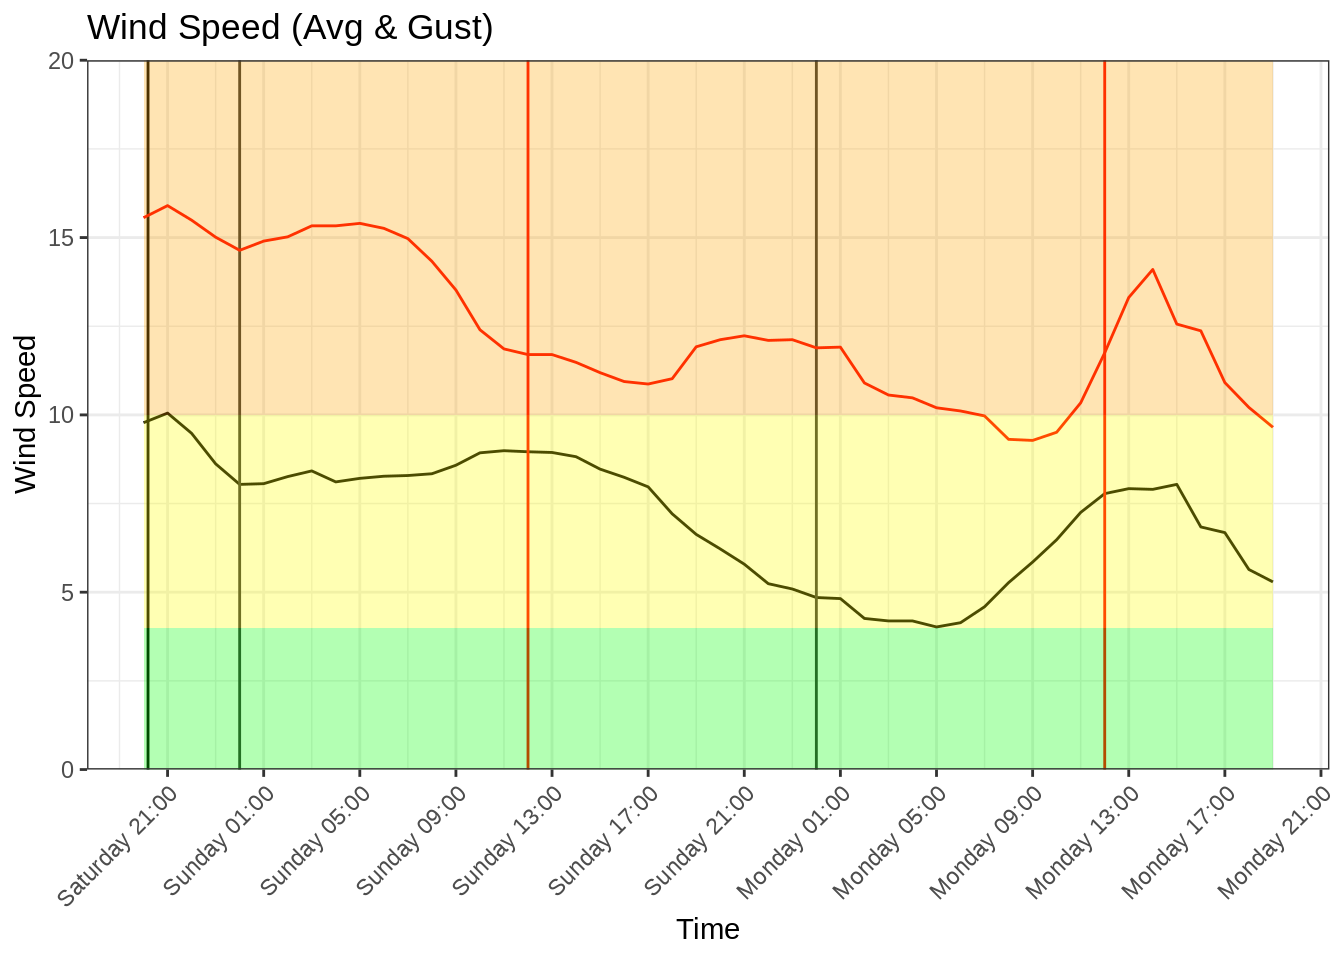 Wind Speed (Avg & Gust)
20
15
10
5
0
Wind Speed
Saturday 21:00
Sunday 01:00
Sunday 05:00
Sunday 09:00
Sunday 13:00
Sunday 17:00
Sunday 21:00
Monday 01:00
Monday 05:00
Monday 09:00
Monday 13:00
Monday 17:00
Monday 21:00
Time